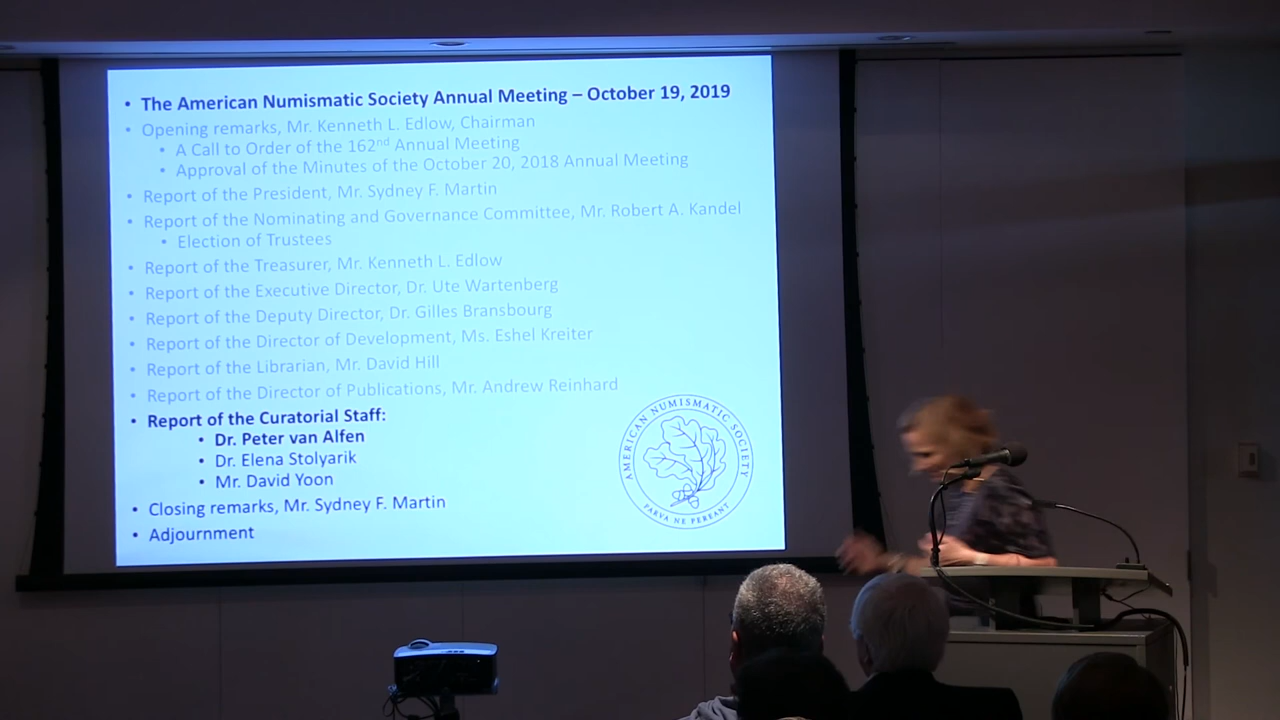 • The American Numismatic Society Annual Meeting – October 19, 2019
• Opening remarks, Mr. Kenneth L. Edlow, Chairman
• A Call to Order of the 162nd Annual Meeting
• Approval of the Minutes of the October 20, 2018 Annual Meeting
• Report of the President, Mr. Sydney F. Martin
• Report of the Nominating and Governance Committee, Mr. Robert A. Kandel
• Election of Trustees
• Report of the Treasurer, Mr. Kenneth L. Edlow
• Report of the Executive Director, Dr. Ute Wartenberg
• Report of the Deputy Director, Dr. Gilles Bransbourg
• Report of the Director of Development, Ms. Eshel Kreiter
• Report of the Librarian, Mr. David Hill
• Report of the Director of Publications, Mr. Andrew Reinhard
• Report of the Curatorial Staff:
• Dr. Peter van Alfen
• Dr. Elena Stolyarik
• Mr. David Yoon
• Closing remarks, Mr. Sydney F. Martin
• Adjournment
AMERICAN NUMISMATIC SOCIETY
PARVA NE PEREANT